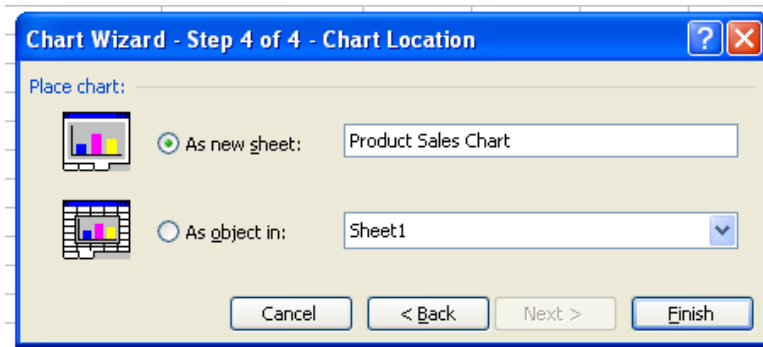 Chart Wizard - Step 4 of 4 - Chart Location
?
Place chart:
As new sheet: Product Sales Chart
As object in: Sheet1
Cancel < Back Next > Finish